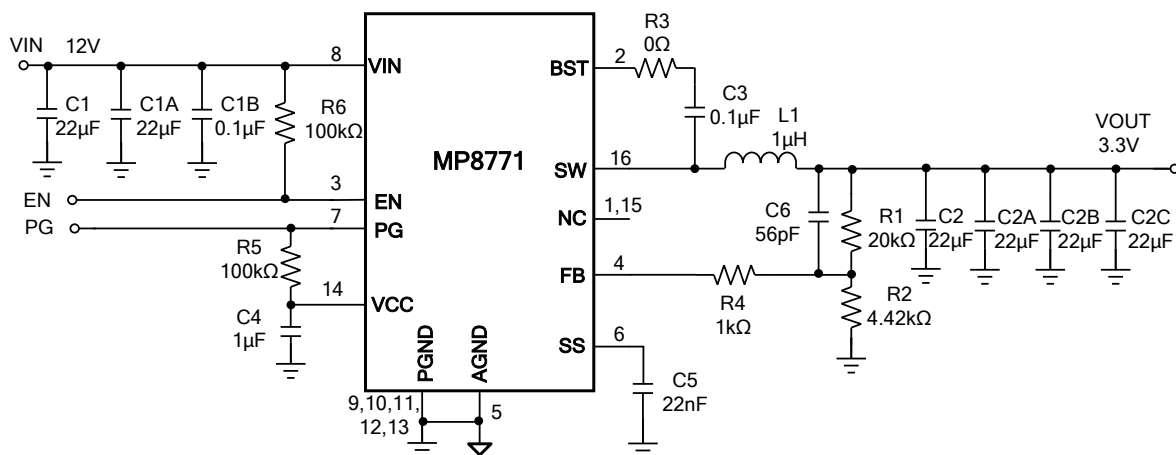 VIN 12V
C1
22µF
C1A
22µF
C1B
0.1µF
R6
100kΩ
EN
PG
R5
100kΩ
C4
1µF
8
3
7
14
VIN
EN
PG
VCC
MP8771
BST
SW
NC
FB
SS
PGND
AGND
9,10,11,
12,13
5
2
16
1,15
4
6
R3
0Ω
C3
0.1µF
L1
1µH
VOUT
3.3V
C6
56pF
R1
20kΩ
C2
22µF
C2A
22µF
C2B
22µF
C2C
22µF
R4
1kΩ
R2
4.42kΩ
C5
22nF